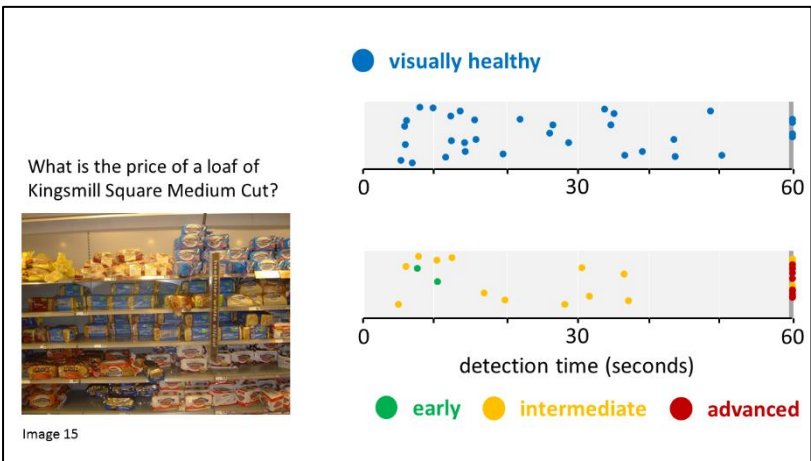 visually healthy
0 30 60
What is the price of a loaf of
Kingsmill Square Medium Cut?
0 30 60
detection time (seconds)
early intermediate advanced
Image 15